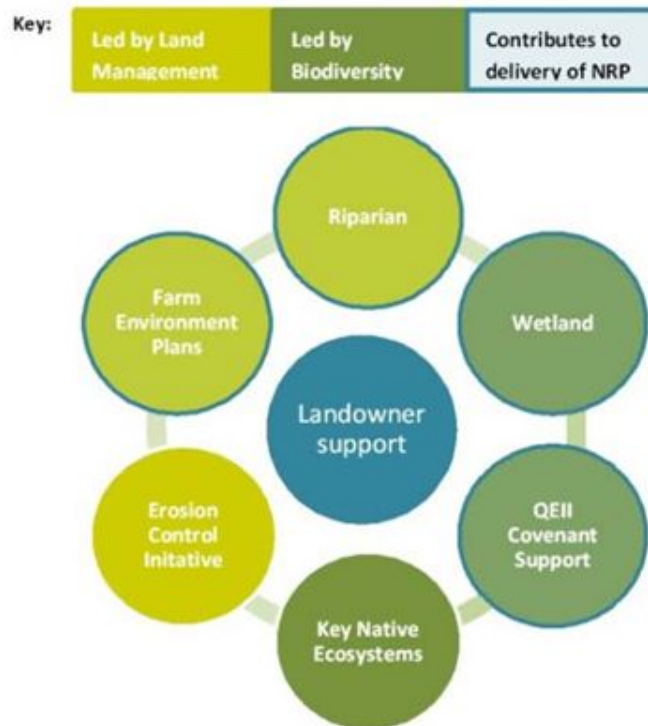 Key:
Led by Land
Management
Led by
Biodiversity
Contributes to
delivery of NRP
Riparian
Farm
Environment
Plans
Wetland
Landowner
support
Erosion
Control
Initative
QEII
Covenant
Support
Key Native
Ecosystems